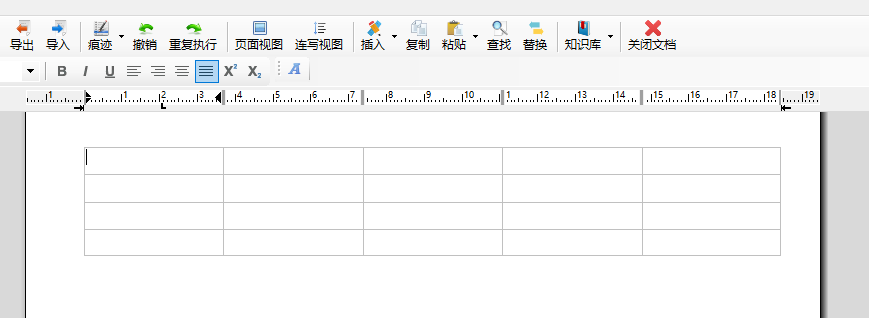 导出 导入 痕迹 撤销 重复执行 页面视图 连写视图 插入 复制 粘贴 查找 替换 知识库 关闭文档
B I U X² X₂ A
1 1 2 3 4 5 6 7 8 9 10 1 12 13 14 15 16 17 18 19